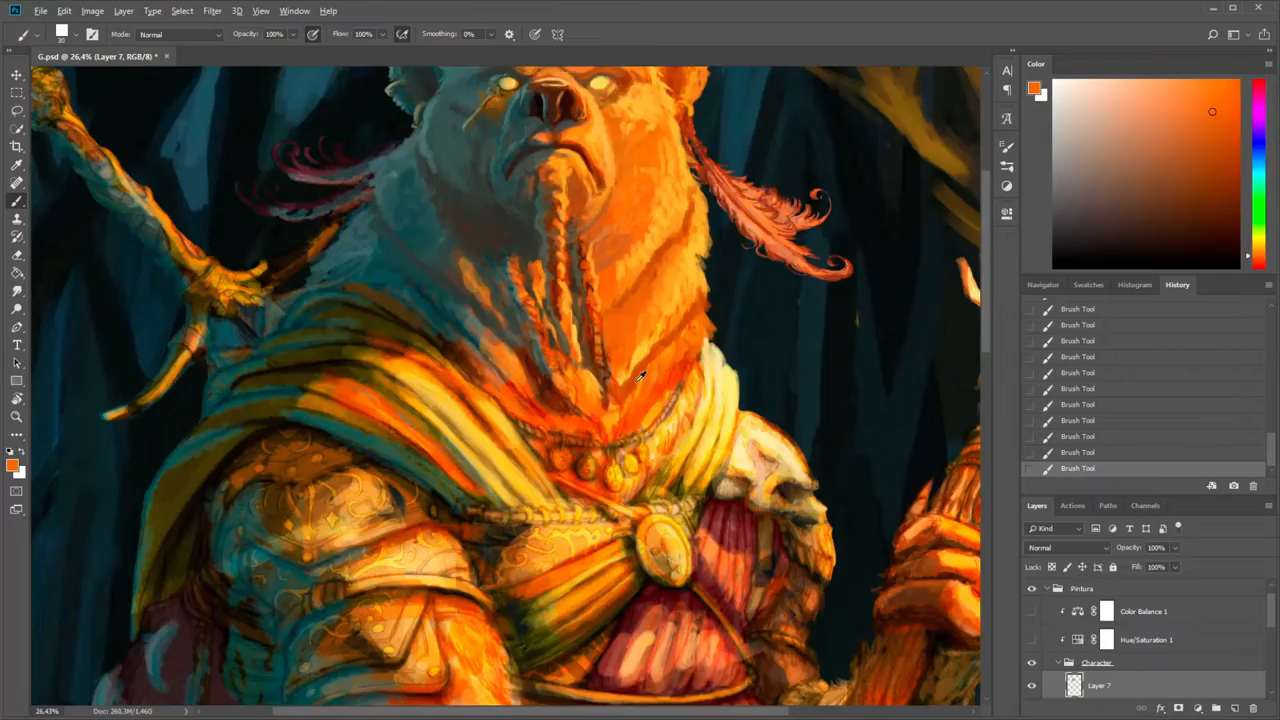 Ps File Edit Image Layer Type Select Filter 3D View Window Help
30 Mode: Normal Opacity: 100% Flow: 100% Smoothing: 0%
G.psd @ 26,4% (Layer 7, RGB/8) *
Color
Navigator Swatches Histogram History
Brush Tool
Brush Tool
Brush Tool
Brush Tool
Brush Tool
Brush Tool
Brush Tool
Brush Tool
Brush Tool
Brush Tool
Brush Tool
Layers Actions Paths Channels
Kind
Normal Opacity: 100%
Lock: Fill: 100%
Pintura
Color Balance 1
Hue/Saturation 1
Character
Layer 7
26,43% Doc: 260,3M/1,46G